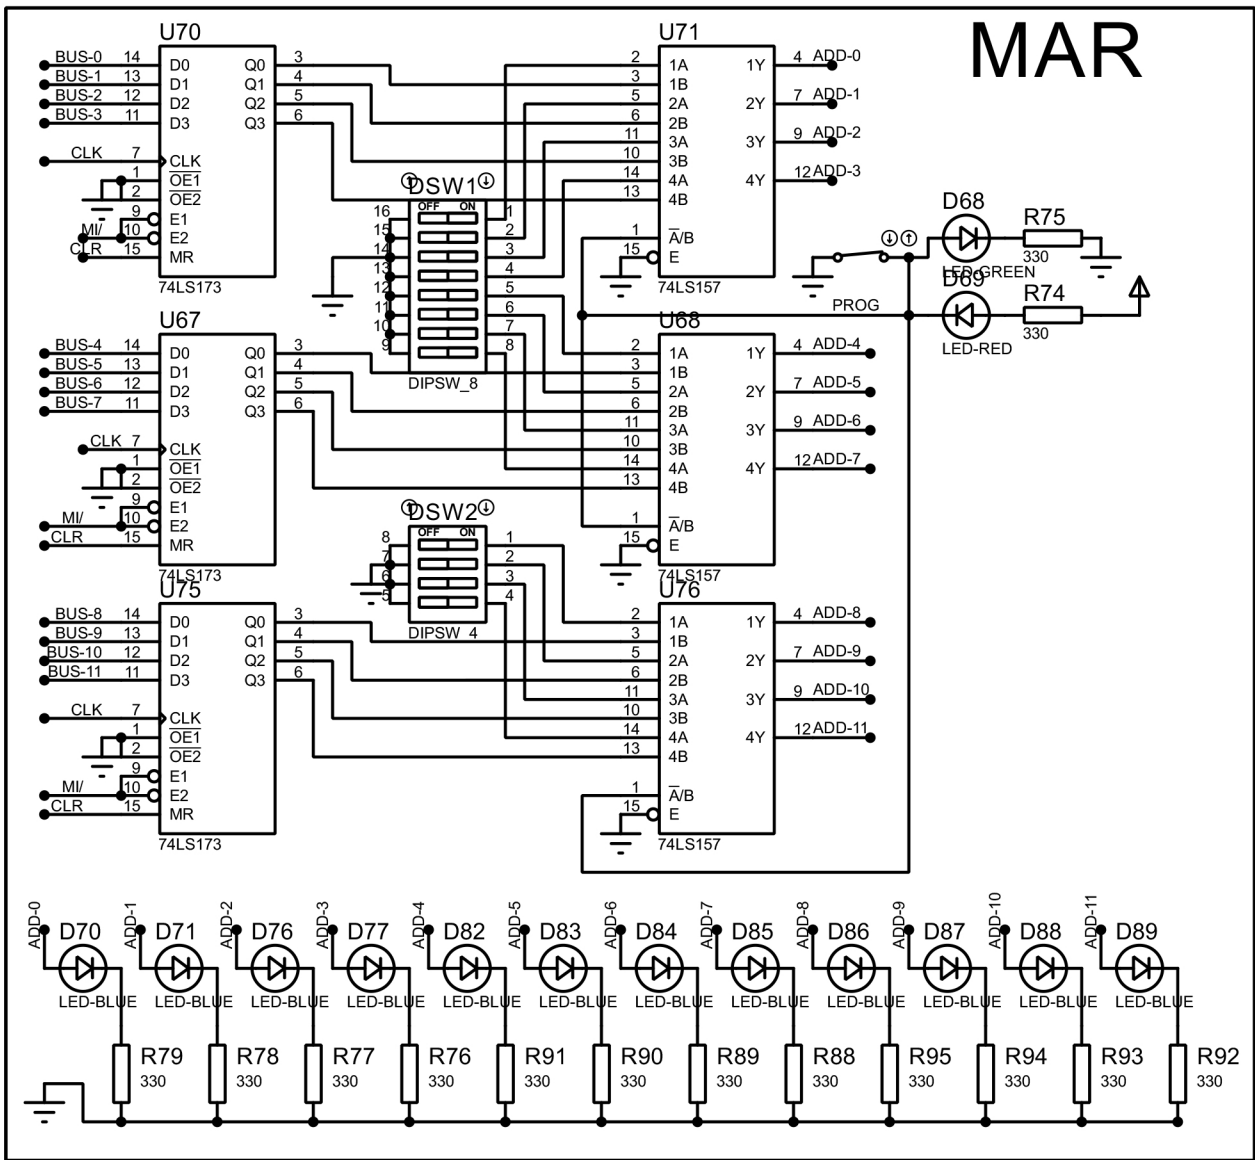 MAR
U70
BUS-0 14 D0 Q0 3
BUS-1 13 D1 Q1 4
BUS-2 12 D2 Q2 5
BUS-3 11 D3 Q3 6
CLK 7 CLK
1 OE1
2 OE2
9 E1
MI/ 10 E2
CLR 15 MR
74LS173
DSW1
OFF ON
16 1
15 2
14 3
13 4
12 5
11 6
10 7
9 8
DIPSW_8
U71
2 1A 1Y 4 ADD-0
3 1B
5 2A 2Y 7 ADD-1
6 2B
11 3A 3Y 9 ADD-2
10 3B
14 4A 4Y 12 ADD-3
13 4B
1 A/B
15 E
74LS157
D68
LED-GREEN
R75
330
PROG
D69
LED-RED
R74
330
U67
BUS-4 14 D0 Q0 3
BUS-5 13 D1 Q1 4
BUS-6 12 D2 Q2 5
BUS-7 11 D3 Q3 6
CLK 7 CLK
1 OE1
2 OE2
9 E1
MI/ 10 E2
CLR 15 MR
74LS173
U68
2 1A 1Y 4 ADD-4
3 1B
5 2A 2Y 7 ADD-5
6 2B
11 3A 3Y 9 ADD-6
10 3B
14 4A 4Y 12 ADD-7
13 4B
1 A/B
15 E
74LS157
DSW2
OFF ON
8 1
7 2
6 3
5 4
DIPSW_4
U75
BUS-8 14 D0 Q0 3
BUS-9 13 D1 Q1 4
BUS-10 12 D2 Q2 5
BUS-11 11 D3 Q3 6
CLK 7 CLK
1 OE1
2 OE2
9 E1
MI/ 10 E2
CLR 15 MR
74LS173
U76
2 1A 1Y 4 ADD-8
3 1B
5 2A 2Y 7 ADD-9
6 2B
11 3A 3Y 9 ADD-10
10 3B
14 4A 4Y 12 ADD-11
13 4B
1 A/B
15 E
74LS157
ADD-0 ADD-1 ADD-2 ADD-3 ADD-4 ADD-5 ADD-6 ADD-7 ADD-8 ADD-9 ADD-10 ADD-11
D70 D71 D76 D77 D82 D83 D84 D85 D86 D87 D88 D89
LED-BLUE LED-BLUE LED-BLUE LED-BLUE LED-BLUE LED-BLUE LED-BLUE LED-BLUE LED-BLUE LED-BLUE LED-BLUE LED-BLUE
R79 R78 R77 R76 R91 R90 R89 R88 R95 R94 R93 R92
330 330 330 330 330 330 330 330 330 330 330 330